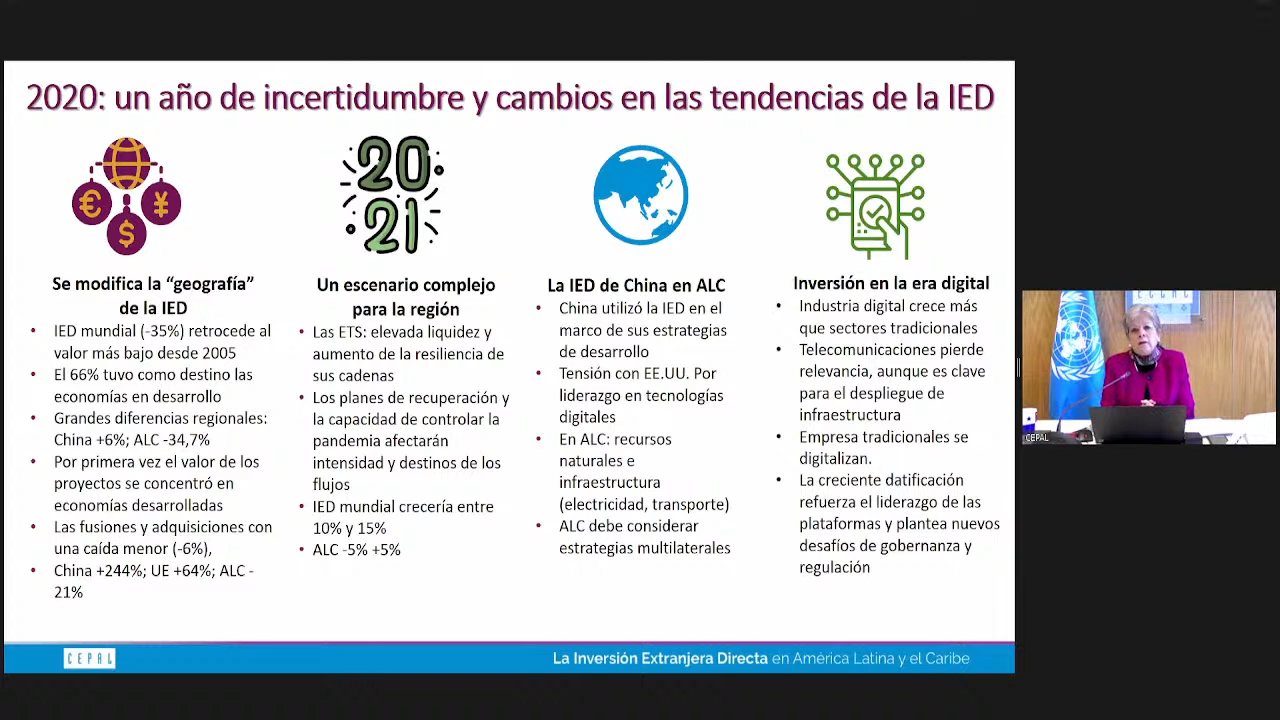 2020: un año de incertidumbre y cambios en las tendencias de la IED
€
¥
$
20
21
Se modifica la “geografía”
de la IED
• IED mundial (-35%) retrocede al
valor más bajo desde 2005
• El 66% tuvo como destino las
economías en desarrollo
• Grandes diferencias regionales:
China +6%; ALC -34,7%
• Por primera vez el valor de los
proyectos se concentró en
economías desarrolladas
• Las fusiones y adquisiciones con
una caída menor (-6%),
• China +244%; UE +64%; ALC -
21%
Un escenario complejo
para la región
• Las ETS: elevada liquidez y
aumento de la resiliencia de
sus cadenas
• Los planes de recuperación y
la capacidad de controlar la
pandemia afectarán
intensidad y destinos de los
flujos
• IED mundial crecería entre
10% y 15%
• ALC -5% +5%
La IED de China en ALC
• China utilizó la IED en el
marco de sus estrategias
de desarrollo
• Tensión con EE.UU. Por
liderazgo en tecnologías
digitales
• En ALC: recursos
naturales e
infraestructura
(electricidad, transporte)
• ALC debe considerar
estrategias multilaterales
Inversión en la era digital
• Industria digital crece más
que sectores tradicionales
• Telecomunicaciones pierde
relevancia, aunque es clave
para el despliegue de
infraestructura
• Empresa tradicionales se
digitalizan.
• La creciente datificación
refuerza el liderazgo de las
plataformas y plantea nuevos
desafíos de gobernanza y
regulación
CEPAL
La Inversión Extranjera Directa en América Latina y el Caribe
CEPAL
CEPAL